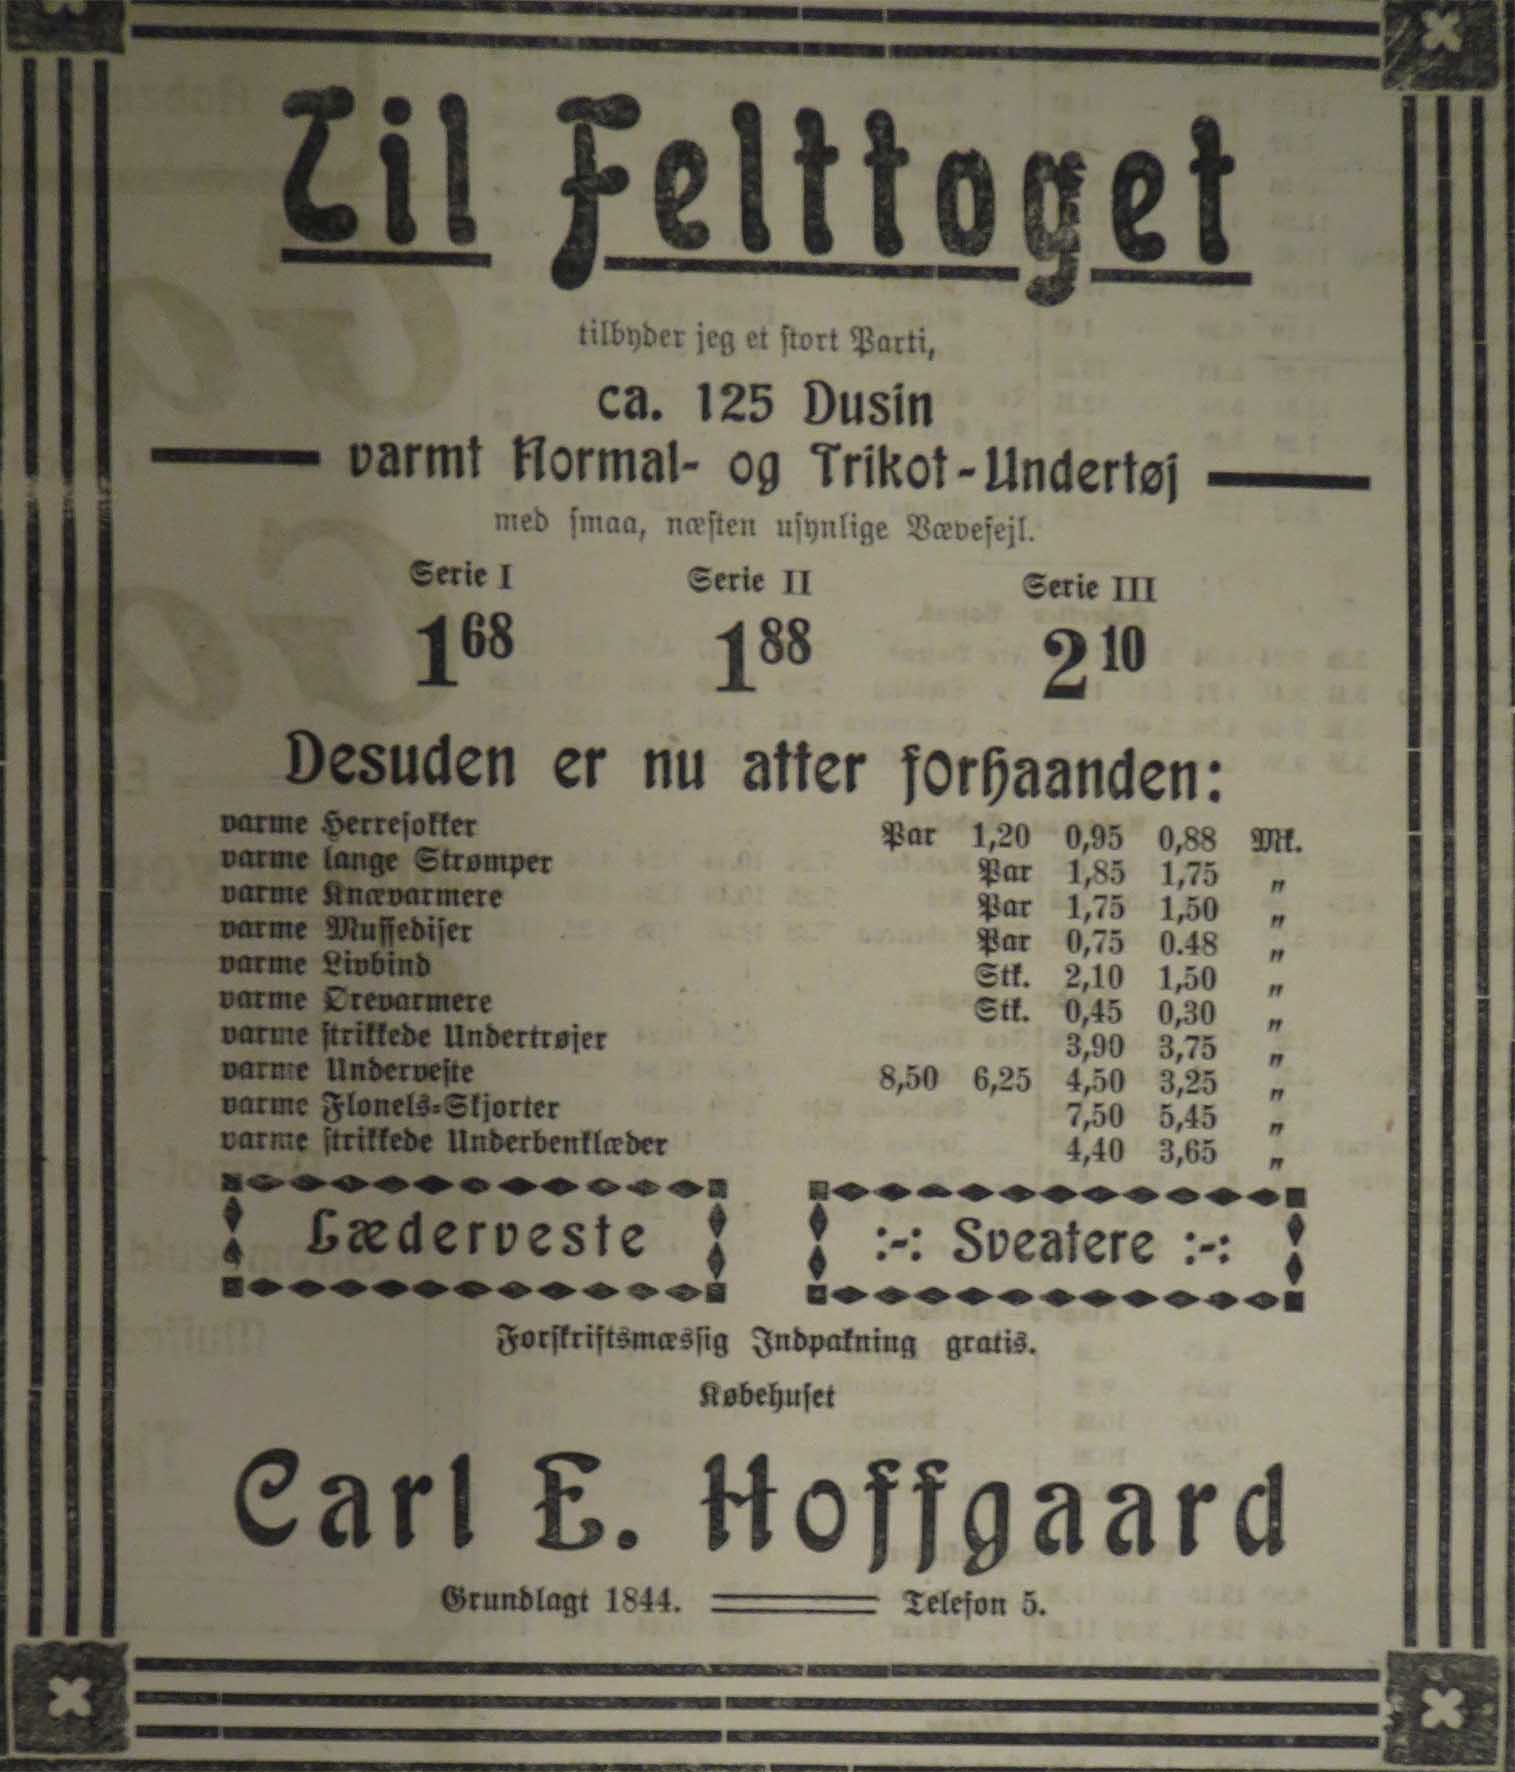 Til Felttoget
tilbyder jeg et stort Parti,
ca. 125 Dusin
varmt Normal- og Trikot-Undertøj
med smaa, næsten usynlige Vævefejl.
Serie I Serie II Serie III
1 68 1 88 2 10
Desuden er nu atter forhaanden:
varme Herresokker Par 1,20 0,95 0,88 Mk.
varme lange Strømper Par 1,85 1,75 „
varme Knævarmere Par 1,75 1,50 „
varme Muffediser Par 0,75 0.48 „
varme Livbind Stk. 2,10 1,50 „
varme Ørevarmere Stk. 0,45 0,30 „
varme strikkede Undertrøjer 3,90 3,75 „
varme Underveste 8,50 6,25 4,50 3,25 „
varme Flonels-Skjorter 7,50 5,45 „
varme strikkede Underbenklæder 4,40 3,65 „
Læderveste :-: Sveatere :-:
Forskriftsmæssig Indpakning gratis.
Købehuset
Carl E. Hoffgaard
Grundlagt 1844. Telefon 5.